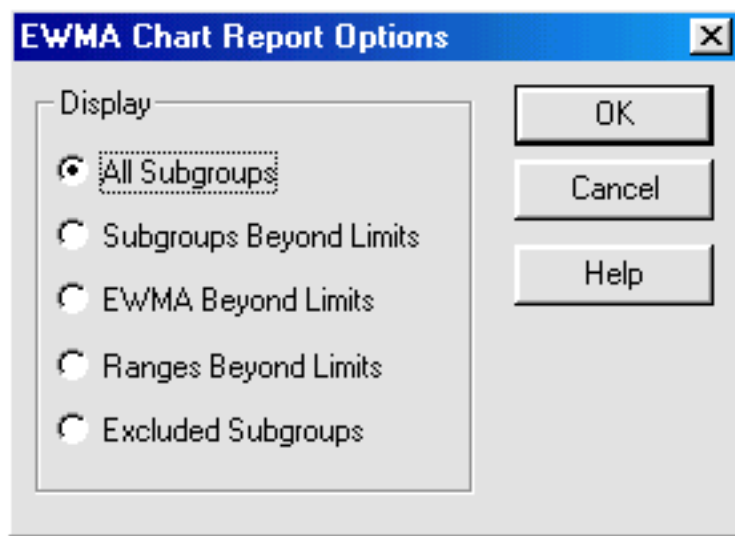 EWMA Chart Report Options
Display
All Subgroups
Subgroups Beyond Limits
EWMA Beyond Limits
Ranges Beyond Limits
Excluded Subgroups
OK
Cancel
Help